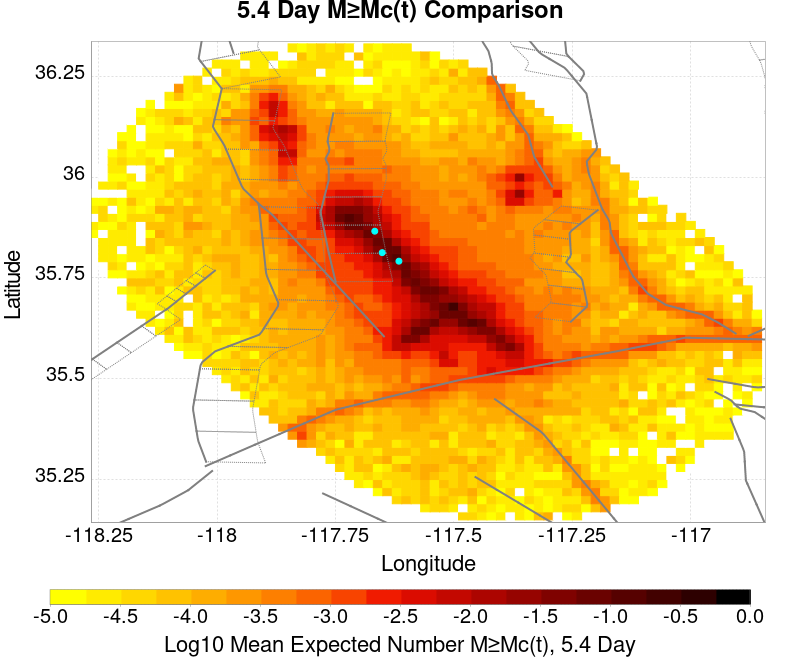 5.4 Day M≥Mc(t) Comparison
36.25
36
35.75
35.5
35.25
Latitude
-118.25 -118 -117.75 -117.5 -117.25 -117
Longitude
-5.0 -4.5 -4.0 -3.5 -3.0 -2.5 -2.0 -1.5 -1.0 -0.5 0.0
Log10 Mean Expected Number M≥Mc(t), 5.4 Day